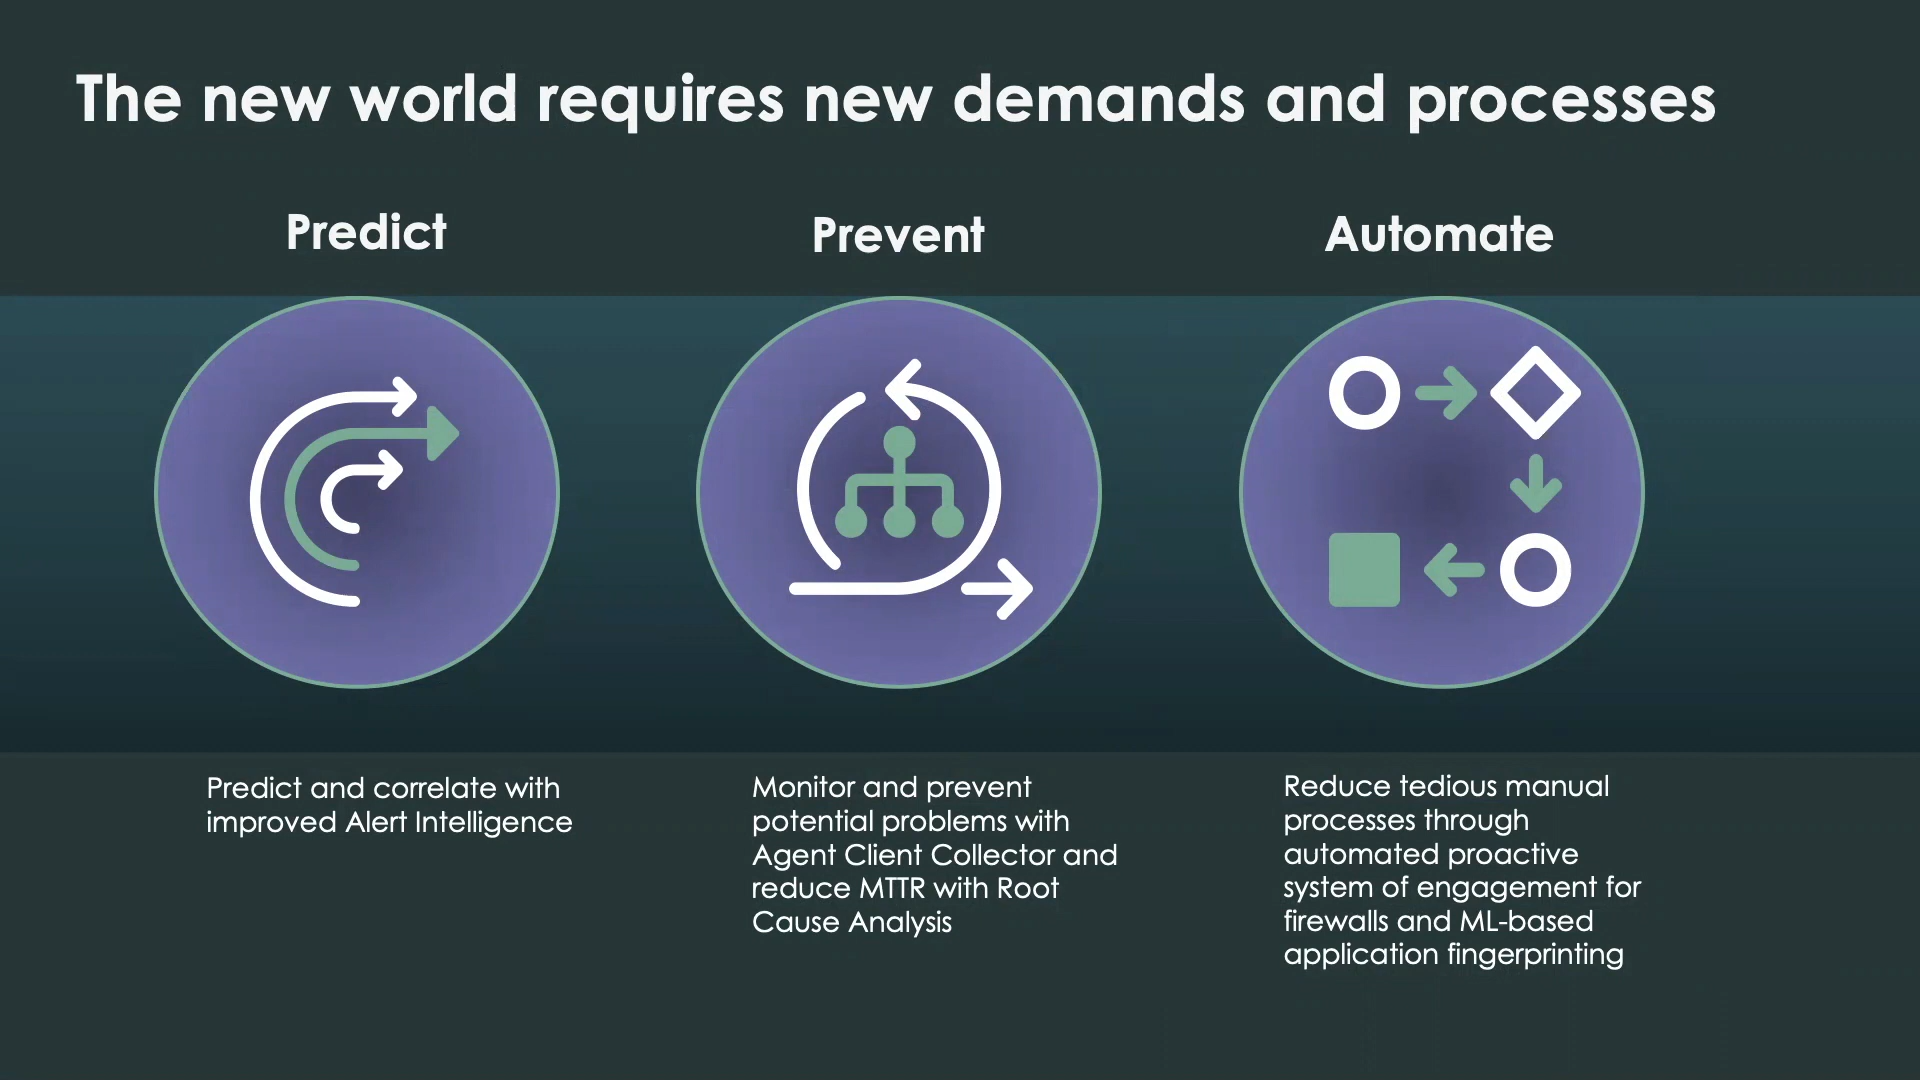 The new world requires new demands and processes
Predict
Prevent
Automate
Predict and correlate with
improved Alert Intelligence
Monitor and prevent
potential problems with
Agent Client Collector and
reduce MTTR with Root
Cause Analysis
Reduce tedious manual
processes through
automated proactive
system of engagement for
firewalls and ML-based
application fingerprinting